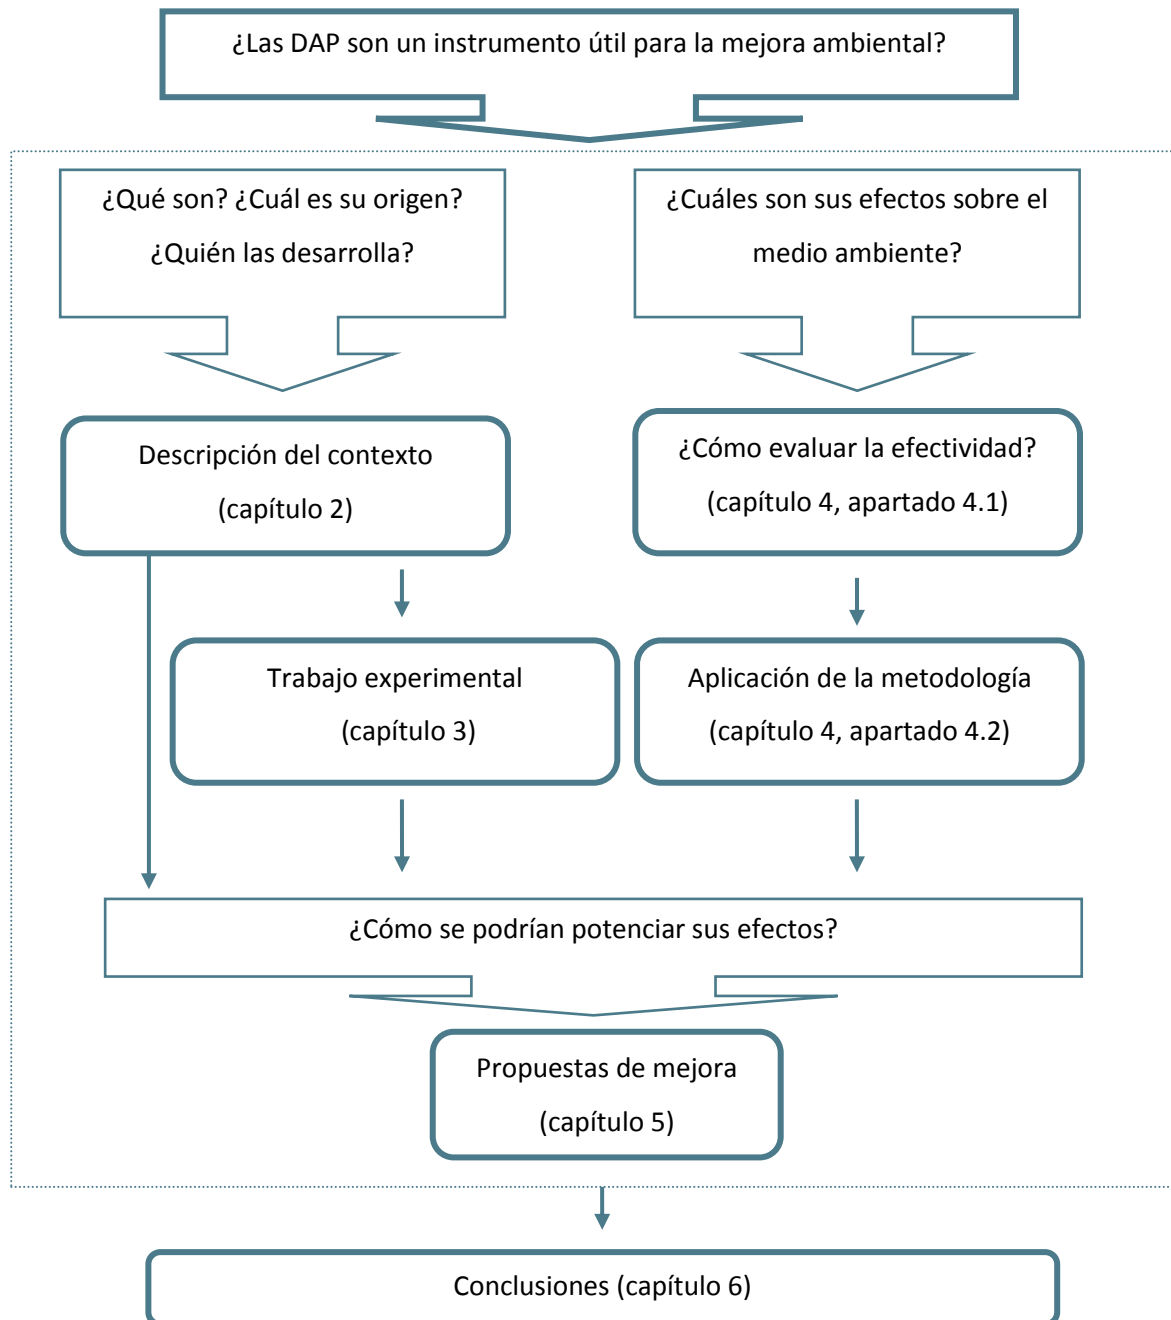 ¿Las DAP son un instrumento útil para la mejora ambiental?
¿Qué son? ¿Cuál es su origen?
¿Quién las desarrolla?
¿Cuáles son sus efectos sobre el
medio ambiente?
Descripción del contexto
(capítulo 2)
¿Cómo evaluar la efectividad?
(capítulo 4, apartado 4.1)
Trabajo experimental
(capítulo 3)
Aplicación de la metodología
(capítulo 4, apartado 4.2)
¿Cómo se podrían potenciar sus efectos?
Propuestas de mejora
(capítulo 5)
Conclusiones (capítulo 6)